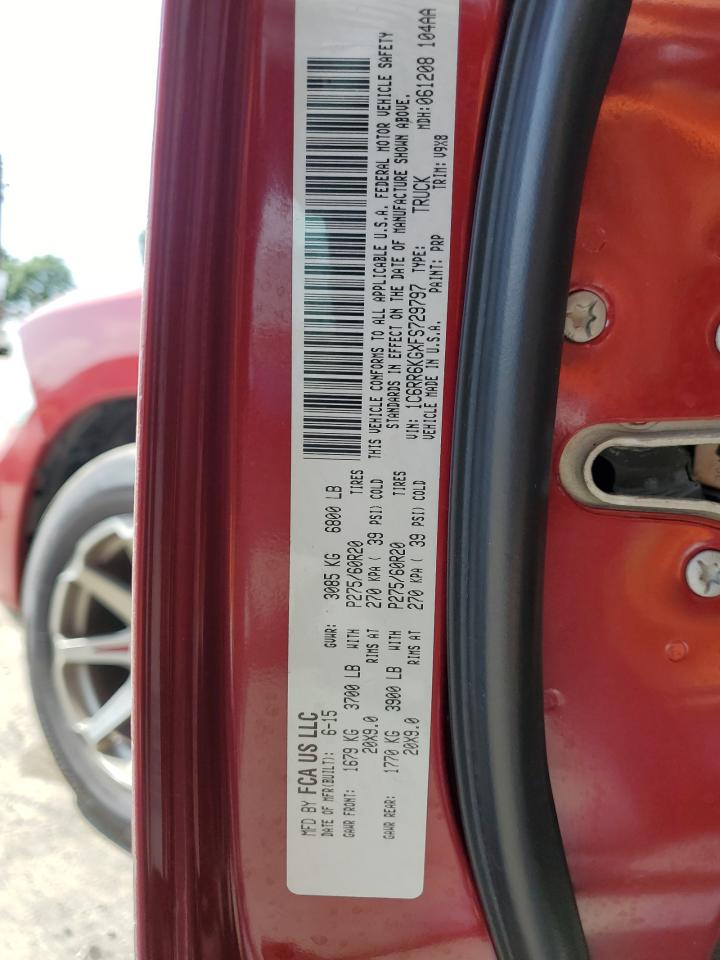 MFD BY FCA US LLC
DATE OF MFR(BUILT): 6-15 GVWR: 3085 KG 6800 LB
GAWR FRONT: 1679 KG 3700 LB WITH P275/60R20 TIRES
20X9.0 RIMS AT 270 KPA ( 39 PSI) COLD
GAWR REAR: 1770 KG 3900 LB WITH P275/60R20 TIRES
20X9.0 RIMS AT 270 KPA ( 39 PSI) COLD
THIS VEHICLE CONFORMS TO ALL APPLICABLE U.S.A. FEDERAL MOTOR VEHICLE SAFETY
STANDARDS IN EFFECT ON THE DATE OF MANUFACTURE SHOWN ABOVE.
VIN: 1C6RR6KGXFS729797 TYPE: TRUCK MDH:061208 104AA
VEHICLE MADE IN U.S.A. PAINT: PRP TRIM: V9X8